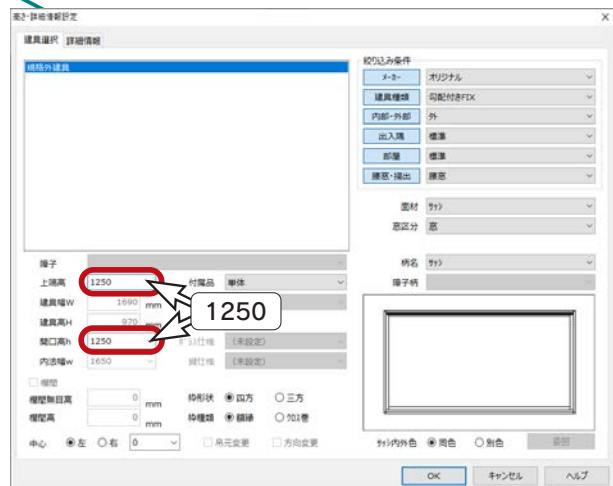 高さ・詳細情報設定
建具選択 詳細情報
規格外建具
絞り込み条件
メーカー オリジナル
建具種類 勾配付きFIX
内部・外部 外
出入隅 標準
部屋 標準
腰窓・掃出 腰窓
面材 サッシ
窓区分 窓
障子
柄名 サッシ
上端高 1250 付属品 単体
障子柄
建具幅W 1690 mm
1250
建具高H 970 mm
開口高h 1250 (未設定)
内法幅w 1650 (未設定)
欄間
欄間無目高 0 mm 枠形状 四方 三方
欄間高 0 mm 枠種類 額縁 クロス巻
中心 左 右 0 吊元変更 方向変更
サッシ内外色 同色 別色
OK キャンセル ヘルプ